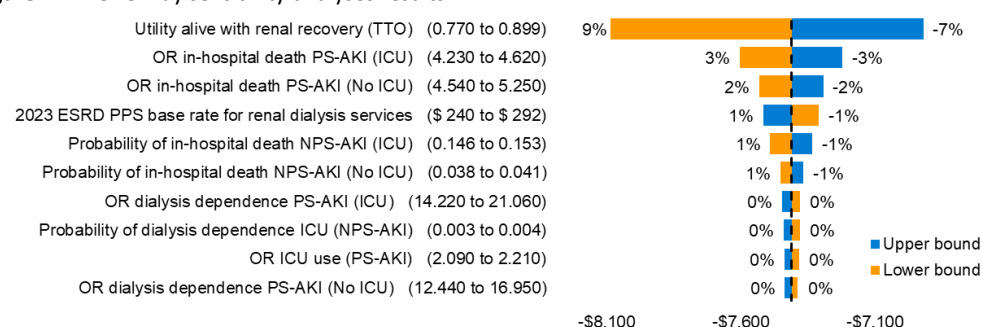 Utility alive with renal recovery (TTO) (0.770 to 0.899) 9% -7%
OR in-hospital death PS-AKI (ICU) (4.230 to 4.620) 3% -3%
OR in-hospital death PS-AKI (No ICU) (4.540 to 5.250) 2% -2%
2023 ESRD PPS base rate for renal dialysis services ($ 240 to $ 292) 1% -1%
Probability of in-hospital death NPS-AKI (ICU) (0.146 to 0.153) 1% -1%
Probability of in-hospital death NPS-AKI (No ICU) (0.038 to 0.041) 1% -1%
OR dialysis dependence PS-AKI (ICU) (14.220 to 21.060) 0% 0%
Probability of dialysis dependence ICU (NPS-AKI) (0.003 to 0.004) 0% 0%
OR ICU use (PS-AKI) (2.090 to 2.210) 0% 0%
OR dialysis dependence PS-AKI (No ICU) (12.440 to 16.950) 0% 0%
Upper bound
Lower bound
-$8,100 -$7,600 -$7,100